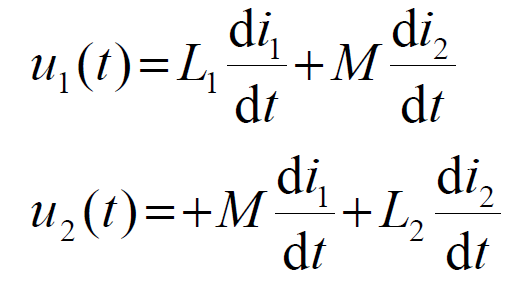 u₁(t)=L₁ di₁/dt + M di₂/dt
u₂(t)=+M di₁/dt + L₂ di₂/dt